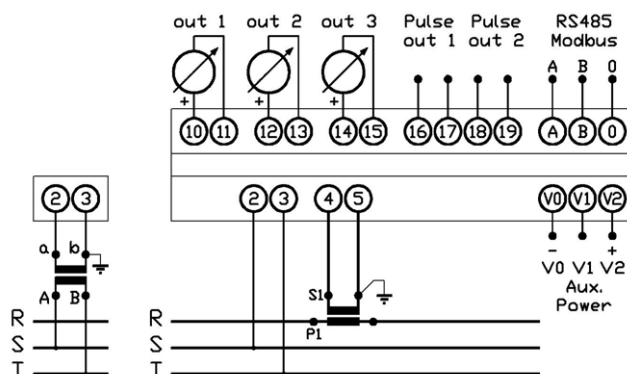 out 1 out 2 out 3 Pulse out 1 Pulse out 2 RS485 Modbus
A B 0
+ + +
10 11 12 13 14 15 16 17 18 19 A B 0
2 3 2 3 4 5 V0 V1 V2
a b - +
V0 V1 V2
Aux. Power
A B S1
R R
P1
S S
T T